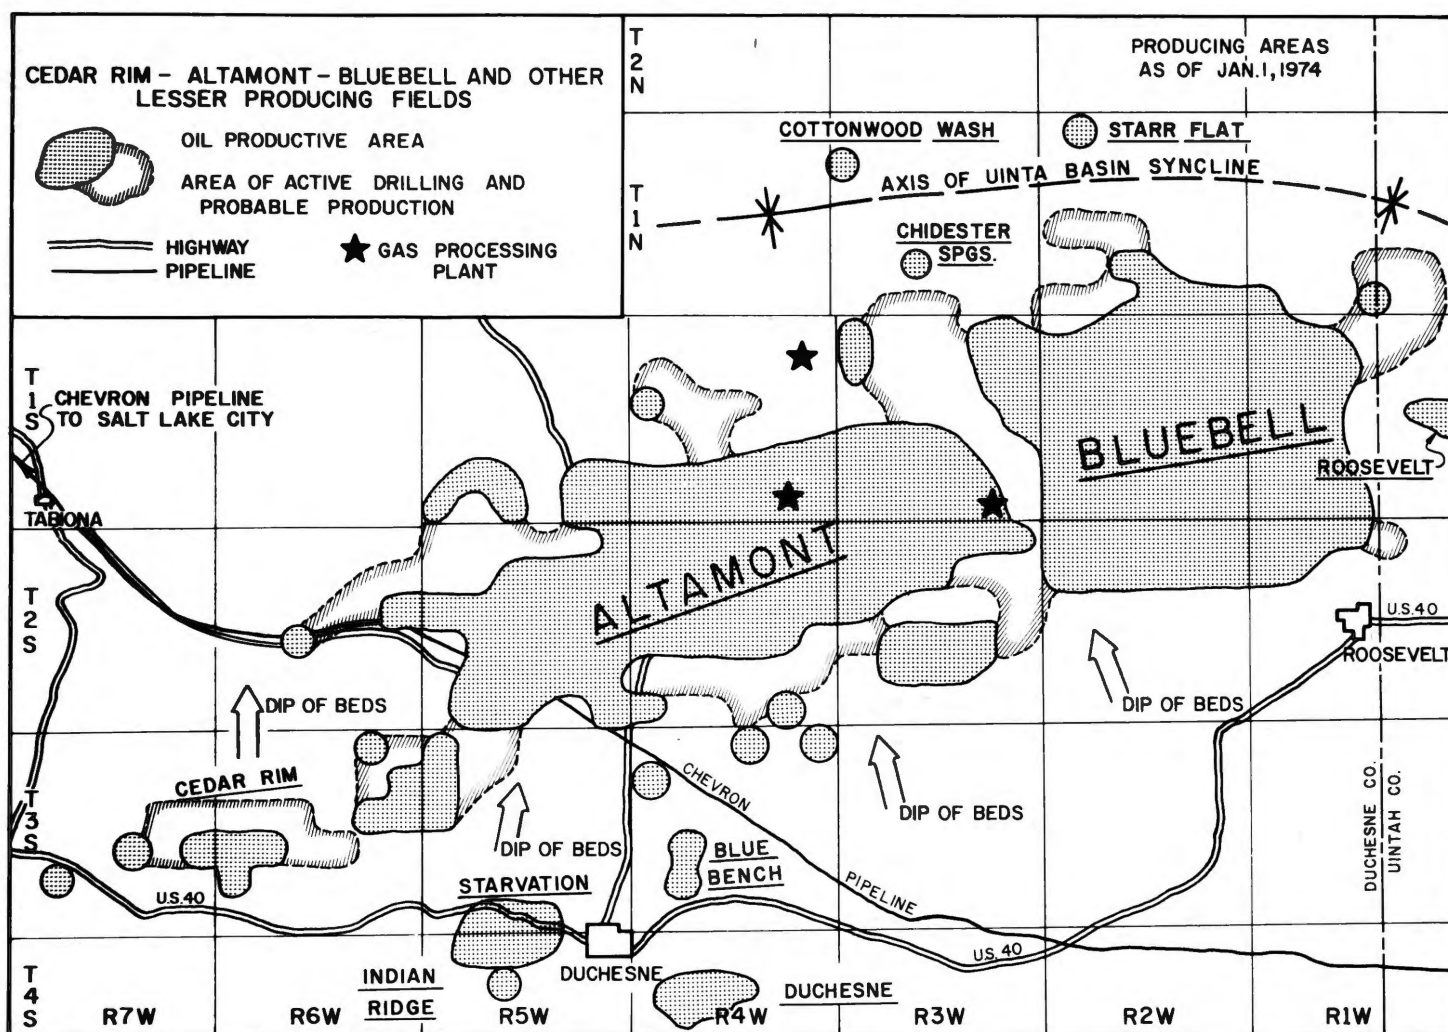 CEDAR RIM – ALTAMONT – BLUEBELL AND OTHER
LESSER PRODUCING FIELDS
OIL PRODUCTIVE AREA
AREA OF ACTIVE DRILLING AND
PROBABLE PRODUCTION
HIGHWAY
PIPELINE
GAS PROCESSING
PLANT
T
2
N
PRODUCING AREAS
AS OF JAN. 1, 1974
COTTONWOOD WASH
STARR FLAT
AXIS OF UINTA BASIN SYNCLINE
T
1
N
CHIDESTER
SPGS.
T
1
S
CHEVRON PIPELINE
TO SALT LAKE CITY
BLUEBELL
ROOSEVELT
TABIONA
ALTAMONT
T
2
S
U.S. 40
ROOSEVELT
DIP OF BEDS
DIP OF BEDS
CEDAR RIM
CHEVRON
DUCHESNE CO.
UINTAH CO.
T
3
S
DIP OF BEDS
DIP OF BEDS
BLUE
BENCH
STARVATION
U.S. 40
PIPELINE
U.S. 40
DUCHESNE
INDIAN
RIDGE
DUCHESNE
T
4
S
R7W
R6W
R5W
R4W
R3W
R2W
R1W